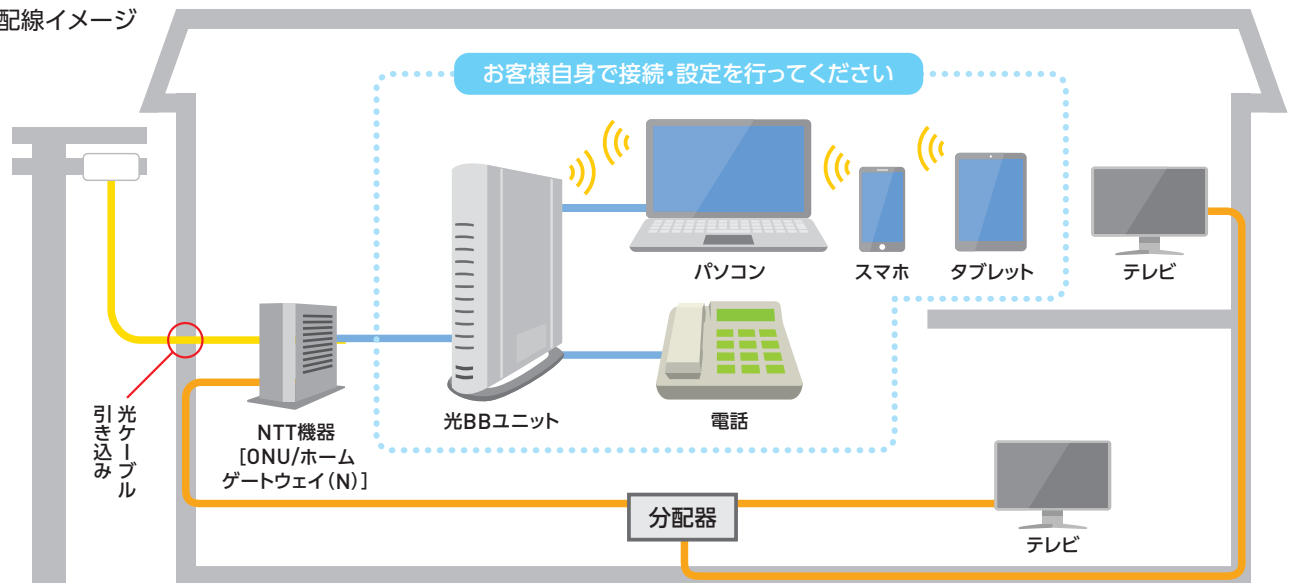 配線イメージ
お客様自身で接続・設定を行ってください
パソコン
スマホ
タブレット
テレビ
光ケーブル
引き込み
NTT機器
[ONU/ホーム
ゲートウェイ(N)]
光BBユニット
電話
分配器
テレビ